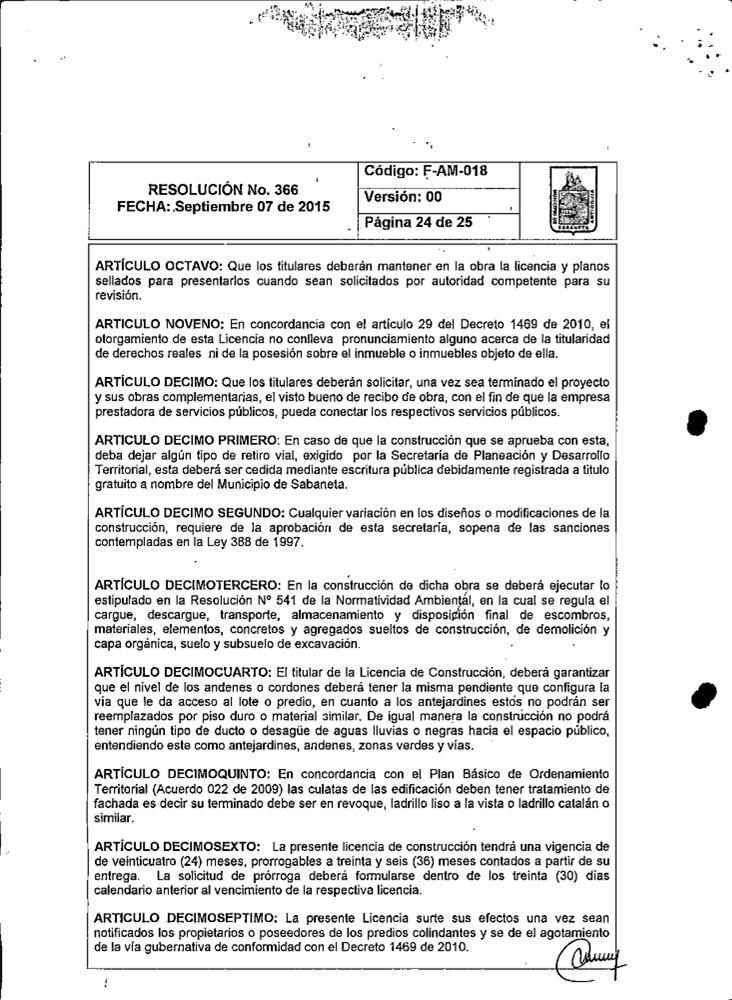 RESOLUCIÓN No. 366
FECHA: Septiembre 07 de 2015
Código: F-AM-018
Versión: 00
Página 24 de 25
MUNICIPIO DE
ANTIOQUIA
SABANETA
ARTÍCULO OCTAVO: Que los titulares deberán mantener en la obra la licencia y planos
sellados para presentarlos cuando sean solicitados por autoridad competente para su
revisión.
ARTICULO NOVENO: En concordancia con el artículo 29 del Decreto 1469 de 2010, el
otorgamiento de esta Licencia no conlleva pronunciamiento alguno acerca de la titularidad
de derechos reales ni de la posesión sobre el inmueble o inmuebles objeto de ella.
ARTÍCULO DECIMO: Que los titulares deberán solicitar, una vez sea terminado el proyecto
y sus obras complementarias, el visto bueno de recibo de obra, con el fin de que la empresa
prestadora de servicios públicos, pueda conectar los respectivos servicios públicos.
ARTICULO DECIMO PRIMERO: En caso de que la construcción que se aprueba con esta,
deba dejar algún tipo de retiro vial, exigido por la Secretaría de Planeación y Desarrollo
Territorial, esta deberá ser cedida mediante escritura pública debidamente registrada a titulo
gratuito a nombre del Municipio de Sabaneta.
ARTÍCULO DECIMO SEGUNDO: Cualquier variación en los diseños o modificaciones de la
construcción, requiere de la aprobación de esta secretaría, sopena de las sanciones
contempladas en la Ley 388 de 1997.
ARTÍCULO DECIMOTERCERO: En la construcción de dicha obra se deberá ejecutar lo
estipulado en la Resolución Nº 541 de la Normatividad Ambiental, en la cual se regula el
cargue, descargue, transporte, almacenamiento y disposición final de escombros,
materiales, elementos, concretos y agregados sueltos de construcción, de demolición y
capa orgánica, suelo y subsuelo de excavación.
ARTÍCULO DECIMOCUARTO: El titular de la Licencia de Construcción, deberá garantizar
que el nivel de los andenes o cordones deberá tener la misma pendiente que configura la
vía que le da acceso al lote o predio, en cuanto a los antejardines estos no podrán ser
reemplazados por piso duro o material similar. De igual manera la construcción no podrá
tener ningún tipo de ducto o desagüe de aguas lluvias o negras hacia el espacio público,
entendiendo este como antejardines, andenes, zonas verdes y vías.
ARTÍCULO DECIMOQUINTO: En concordancia con el Plan Básico de Ordenamiento
Territorial (Acuerdo 022 de 2009) las culatas de las edificación deben tener tratamiento de
fachada es decir su terminado debe ser en revoque, ladrillo liso a la vista o ladrillo catalán o
similar.
ARTÍCULO DECIMOSEXTO: La presente licencia de construcción tendrá una vigencia de
de veinticuatro (24) meses, prorrogables a treinta y seis (36) meses contados a partir de su
entrega. La solicitud de prórroga deberá formularse dentro de los treinta (30) días
calendario anterior al vencimiento de la respectiva licencia.
ARTICULO DECIMOSEPTIMO: La presente Licencia surte sus efectos una vez sean
notificados los propietarios o poseedores de los predios colindantes y se de el agotamiento
de la vía gubernativa de conformidad con el Decreto 1469 de 2010.